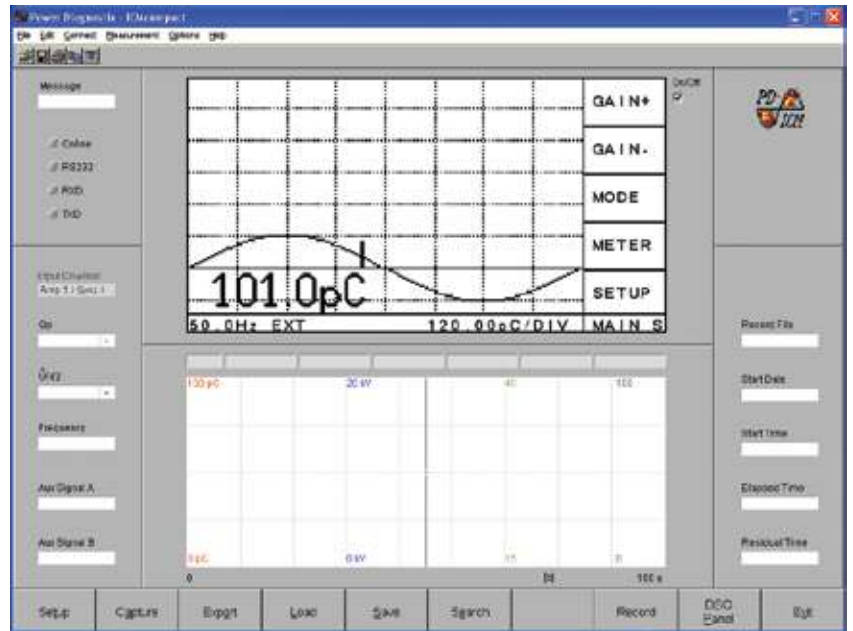 Power Diagnostix - ICMcompact
File Edit Connect Measurement Options Help
Message
Online
RS232
RXD
TXD
Input Channel
Qp
Frequency
Aux Signal A
Aux Signal B
GAIN+
GAIN-
MODE
METER
SETUP
MAIN S
101.0pC
50.0Hz EXT 120.00pC/DIV
On/Off
100 pC 20 kV 100
0 pC 0 kV 0
0 [s] 100 s
Record File
Start Date
Start Time
Elapsed Time
Residual Time
Setup Capture Export Load Save Search Record DSO Panel Exit